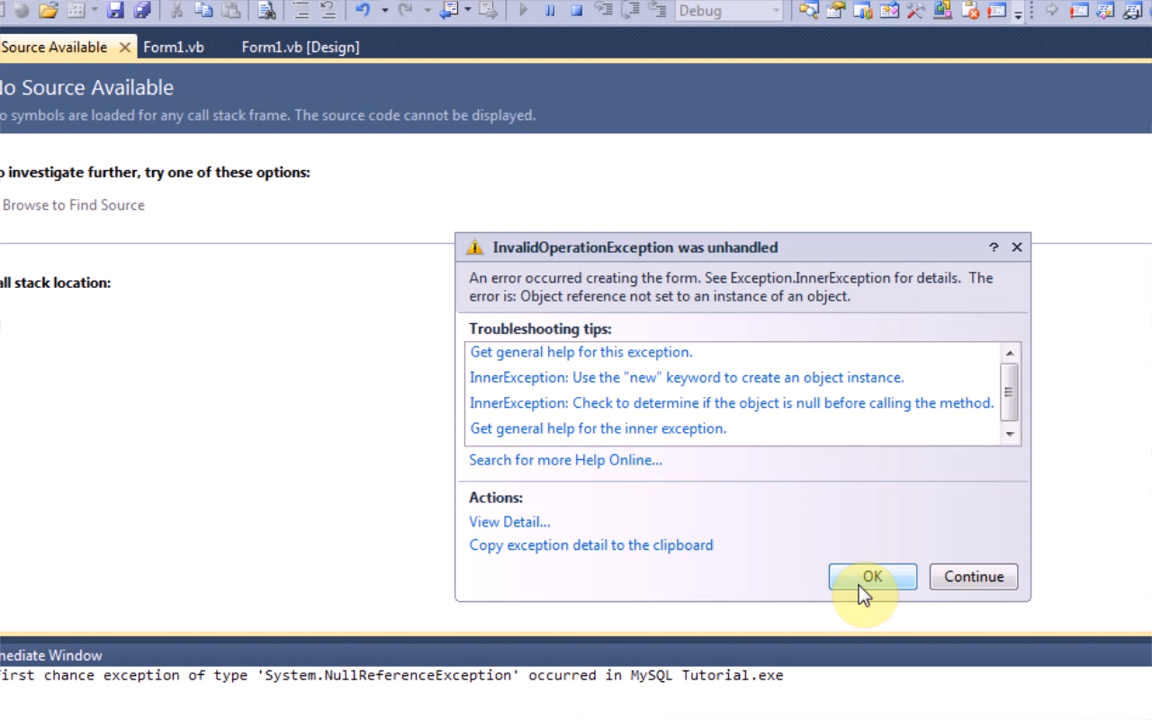 Debug
Source Available
Form1.vb
Form1.vb [Design]
o Source Available
o symbols are loaded for any call stack frame. The source code cannot be displayed.
o investigate further, try one of these options:
Browse to Find Source
all stack location:
InvalidOperationException was unhandled
? ×
An error occurred creating the form. See Exception.InnerException for details. The
error is: Object reference not set to an instance of an object.
Troubleshooting tips:
Get general help for this exception.
InnerException: Use the "new" keyword to create an object instance.
InnerException: Check to determine if the object is null before calling the method.
Get general help for the inner exception.
Search for more Help Online...
Actions:
View Detail...
Copy exception detail to the clipboard
OK
Continue
mediate Window
first chance exception of type 'System.NullReferenceException' occurred in MySQL Tutorial.exe